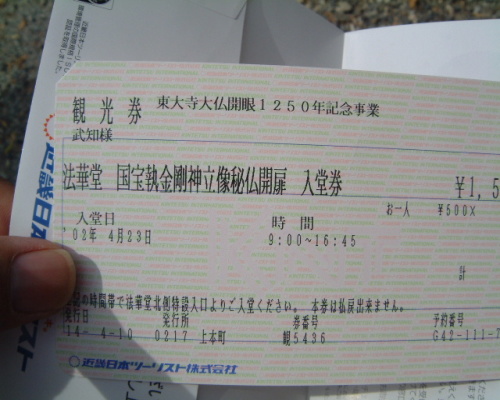 観光券 東大寺大仏開眼１２５０年記念事業
武知様
法華堂 国宝執金剛神立像秘仏開扉 入堂券 ￥１,５
お一人 ￥５００×
入堂日 時間
'０２年 ４月２３日 ９:００~１６:４５
計
の時間帯で法華堂北側特設入口よりご入堂ください。 本券は払戻出来ません。
発行日 発行所 券番号 予約番号
１４-４-１０ ０２１７ 上本町 観５４３６ Ｇ４２-１１１-７
近畿日本ツーリスト株式会社
近畿日本
スト